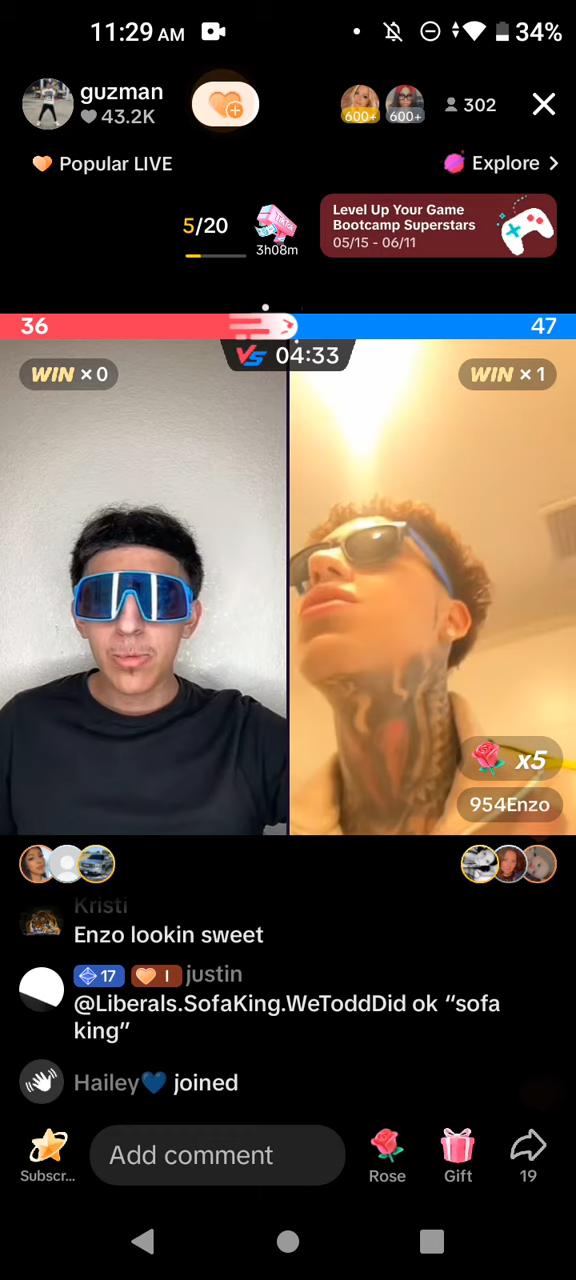 11:29 AM
34%
guzman
43.2K
600+
600+
302
Popular LIVE
Explore
5/20
TikTok
3h08m
Level Up Your Game
Bootcamp Superstars
05/15 - 06/11
36
47
VS 04:33
WIN × 0
WIN × 1
x5
954Enzo
Kristi
Enzo lookin sweet
17 I justin
@Liberals.SofaKing.WeToddDid ok “sofa
king”
Hailey💙 joined
Subscr...
Add comment
Rose
Gift
19